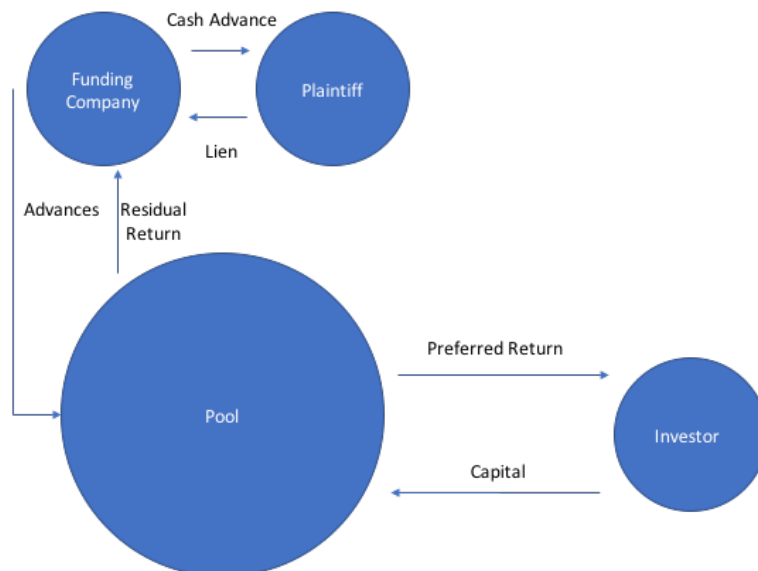 Cash Advance
Funding
Company
Plaintiff
Lien
Advances
Residual
Return
Preferred Return
Pool
Investor
Capital